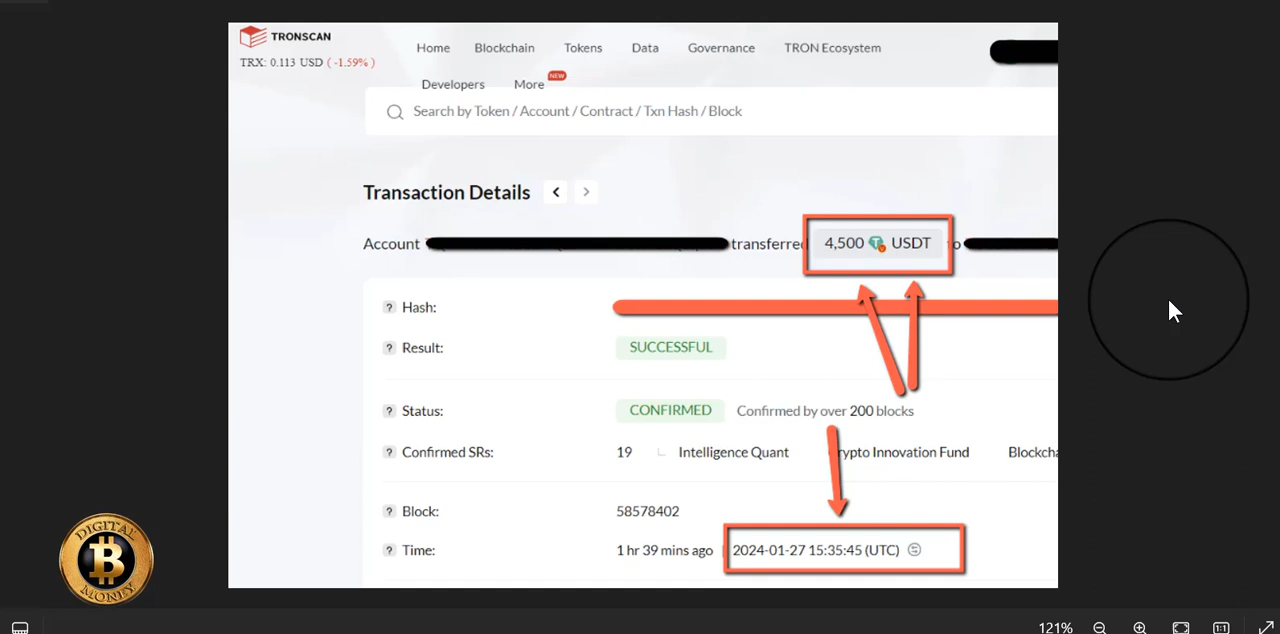 TRONSCAN
TRX: 0.113 USD ( -1.59% )
Home Blockchain Tokens Data Governance TRON Ecosystem
Developers More NEW
Search by Token / Account / Contract / Txn Hash / Block
Transaction Details
Account transferred 4,500 USDT to
? Hash:
? Result: SUCCESSFUL
? Status: CONFIRMED Confirmed by over 200 blocks
? Confirmed SRs: 19 Intelligence Quant rypto Innovation Fund Blockcha
? Block: 58578402
? Time: 1 hr 39 mins ago 2024-01-27 15:35:45 (UTC)
DIGITAL
B
MONEY
121% 1:1